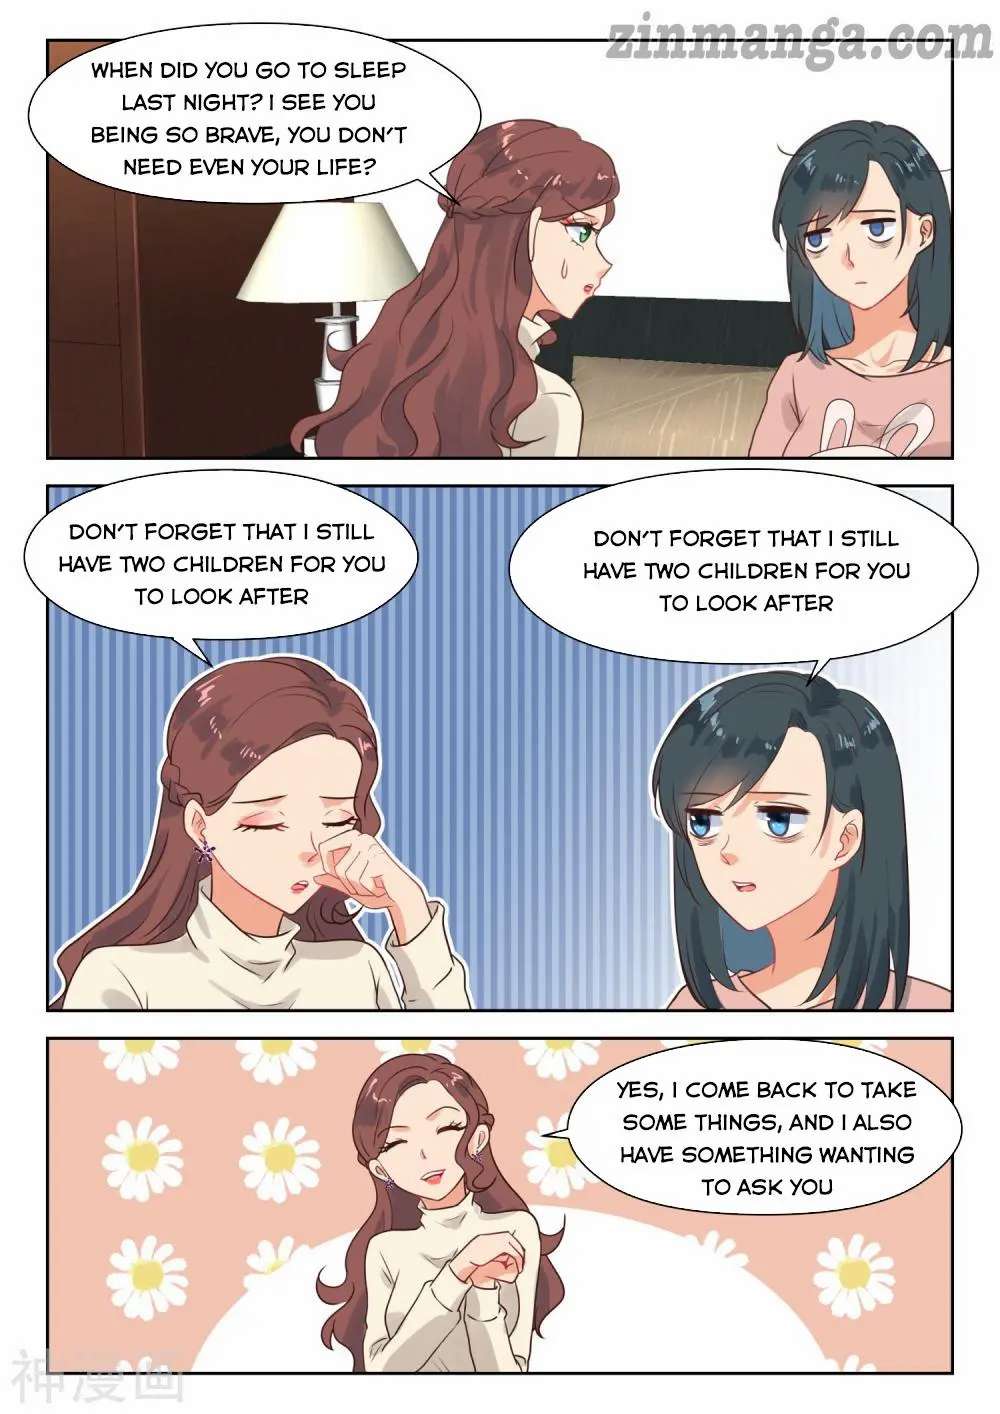 zinmanga.com
WHEN DID YOU GO TO SLEEP
LAST NIGHT? I SEE YOU
BEING SO BRAVE, YOU DON'T
NEED EVEN YOUR LIFE?
DON'T FORGET THAT I STILL
HAVE TWO CHILDREN FOR YOU
TO LOOK AFTER
DON'T FORGET THAT I STILL
HAVE TWO CHILDREN FOR YOU
TO LOOK AFTER
YES, I COME BACK TO TAKE
SOME THINGS, AND I ALSO
HAVE SOMETHING WANTING
TO ASK YOU
神漫画